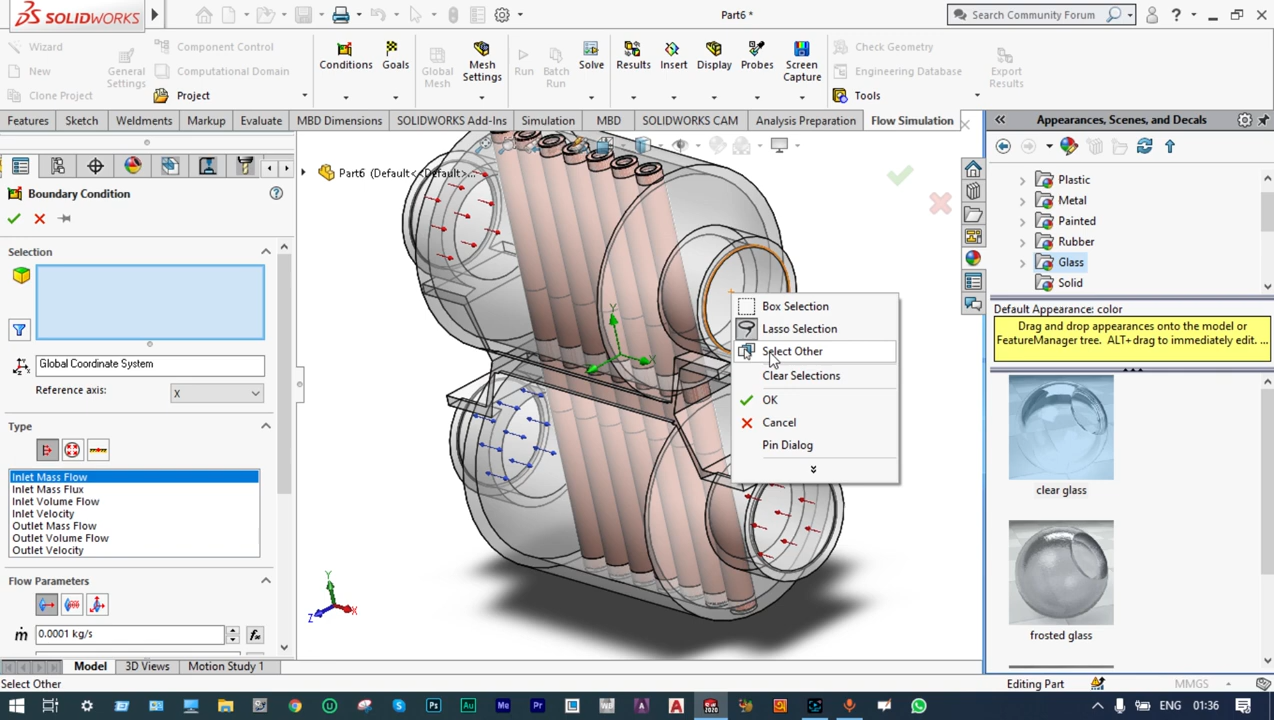 SOLIDWORKS
Part6 *
Search Community Forum
Wizard
New
Clone Project
General Settings
Component Control
Computational Domain
Project
Conditions
Goals
Global Mesh
Mesh Settings
Run
Batch Run
Solve
Results
Insert
Display
Probes
Screen Capture
Check Geometry
Engineering Database
Tools
Export Results
Features
Sketch
Weldments
Markup
Evaluate
MBD Dimensions
SOLIDWORKS Add-Ins
Simulation
MBD
SOLIDWORKS CAM
Analysis Preparation
Flow Simulation
Appearances, Scenes, and Decals
Boundary Condition
Part6 (Default<<Default>...
Selection
Global Coordinate System
Reference axis:
X
Type
Inlet Mass Flow
Inlet Mass Flux
Inlet Volume Flow
Inlet Velocity
Outlet Mass Flow
Outlet Volume Flow
Outlet Velocity
Flow Parameters
ṁ
0.0001 kg/s
fx
Y
X
Y
Z
X
Box Selection
Lasso Selection
Select Other
Clear Selections
OK
Cancel
Pin Dialog
Plastic
Metal
Painted
Rubber
Glass
Solid
Default Appearance: color
Drag and drop appearances onto the model or
FeatureManager tree. ALT+drag to immediately edit. ...
clear glass
frosted glass
Model
3D Views
Motion Study 1
Select Other
Editing Part
MMGS
Ps
Au
Me
Pr
ENG
01:36